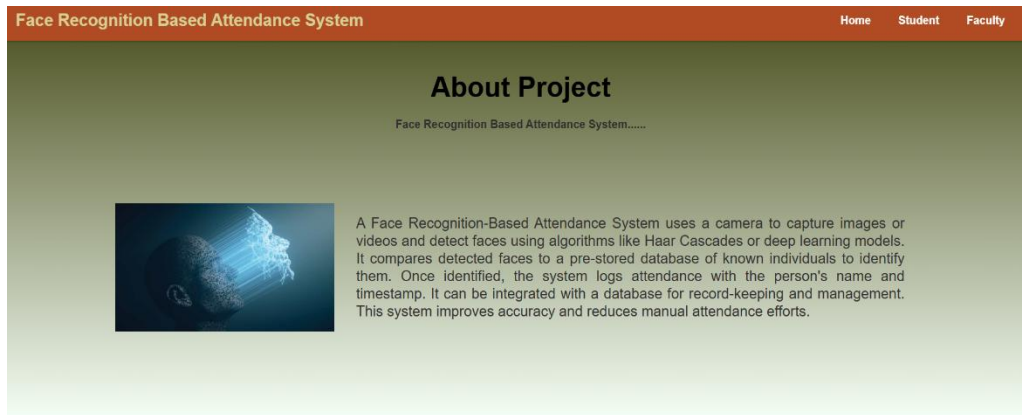 Face Recognition Based Attendance System
Home Student Faculty
About Project
Face Recognition Based Attendance System......
A Face Recognition-Based Attendance System uses a camera to capture images or
videos and detect faces using algorithms like Haar Cascades or deep learning models.
It compares detected faces to a pre-stored database of known individuals to identify
them. Once identified, the system logs attendance with the person's name and
timestamp. It can be integrated with a database for record-keeping and management.
This system improves accuracy and reduces manual attendance efforts.